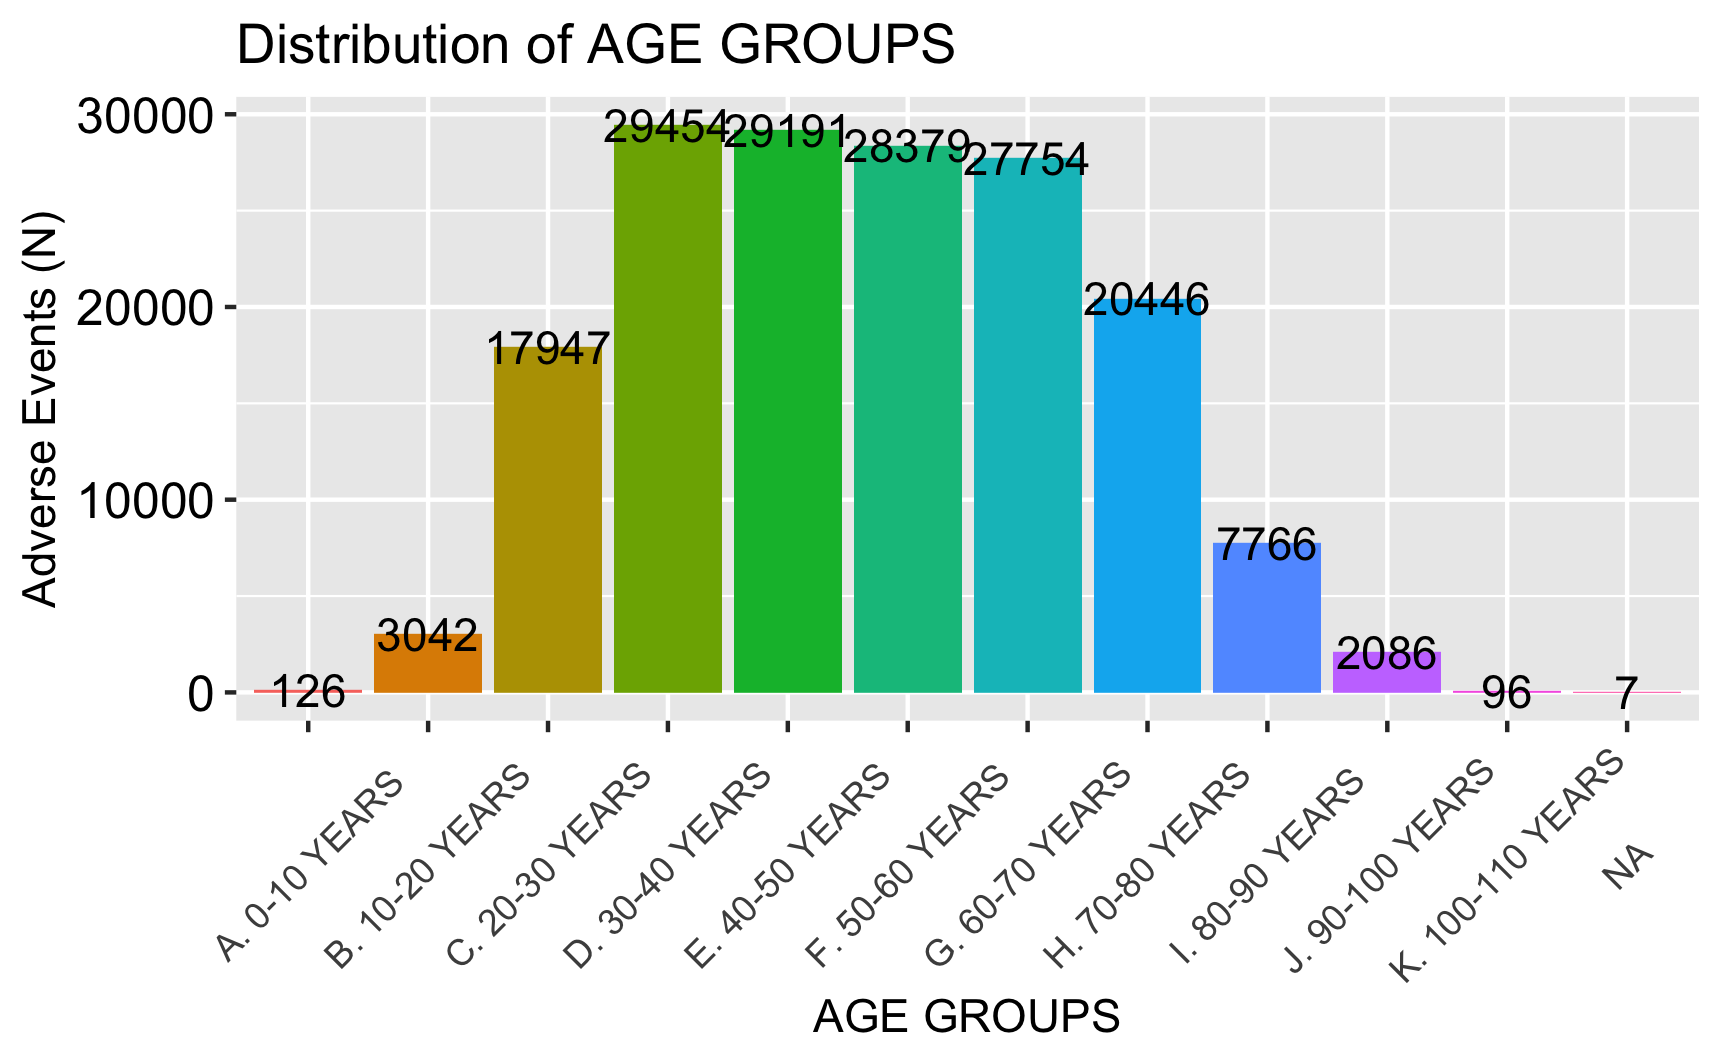 Distribution of AGE GROUPS
Adverse Events (N)
30000
20000
10000
0
126
3042
17947
29454
29191
28379
27754
20446
7766
2086
96
7
A. 0-10 YEARS
B. 10-20 YEARS
C. 20-30 YEARS
D. 30-40 YEARS
E. 40-50 YEARS
F. 50-60 YEARS
G. 60-70 YEARS
H. 70-80 YEARS
I. 80-90 YEARS
J. 90-100 YEARS
K. 100-110 YEARS
NA
AGE GROUPS